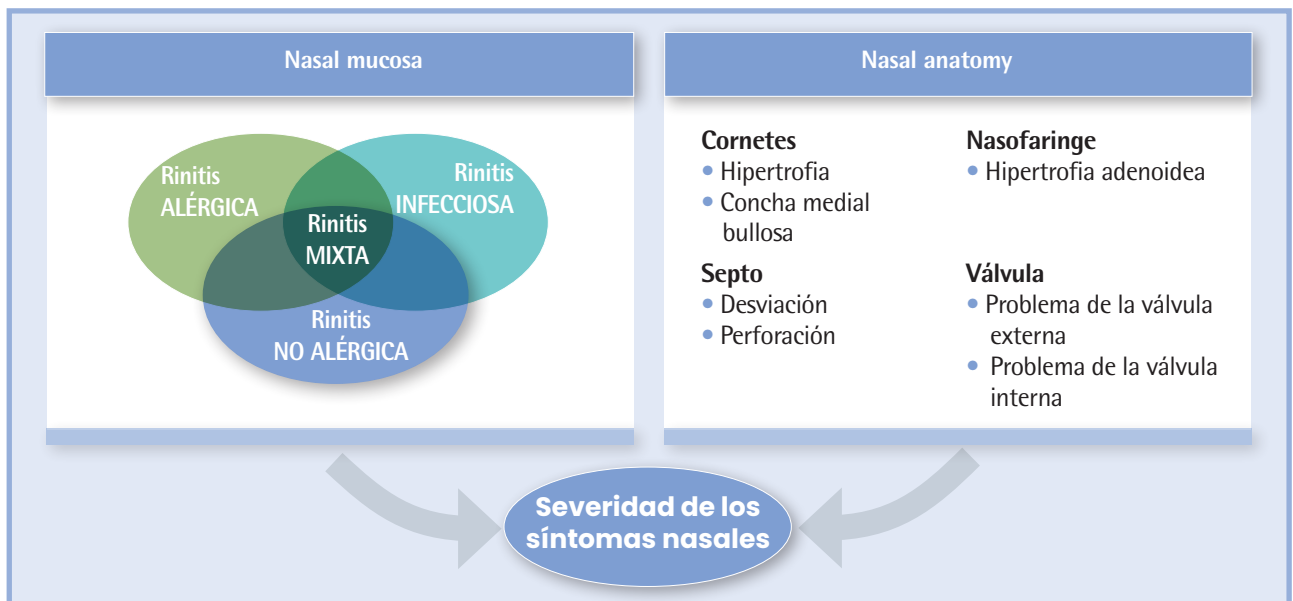 Nasal mucosa
Rinitis
ALÉRGICA
Rinitis
INFECCIOSA
Rinitis
MIXTA
Rinitis
NO ALÉRGICA
Nasal anatomy
Cornetes
• Hipertrofia
• Concha medial
bullosa
Septo
• Desviación
• Perforación
Nasofaringe
• Hipertrofia adenoidea
Válvula
• Problema de la válvula
externa
• Problema de la válvula
interna
Severidad de los
síntomas nasales